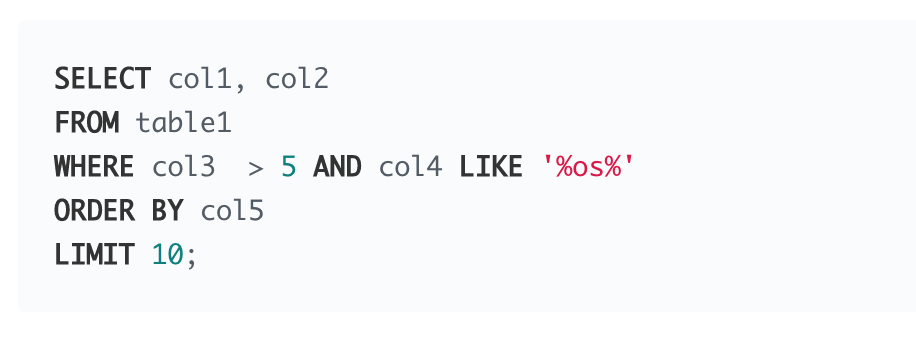 SELECT col1, col2
FROM table1
WHERE col3  > 5 AND col4 LIKE '%os%'
ORDER BY col5
LIMIT 10;